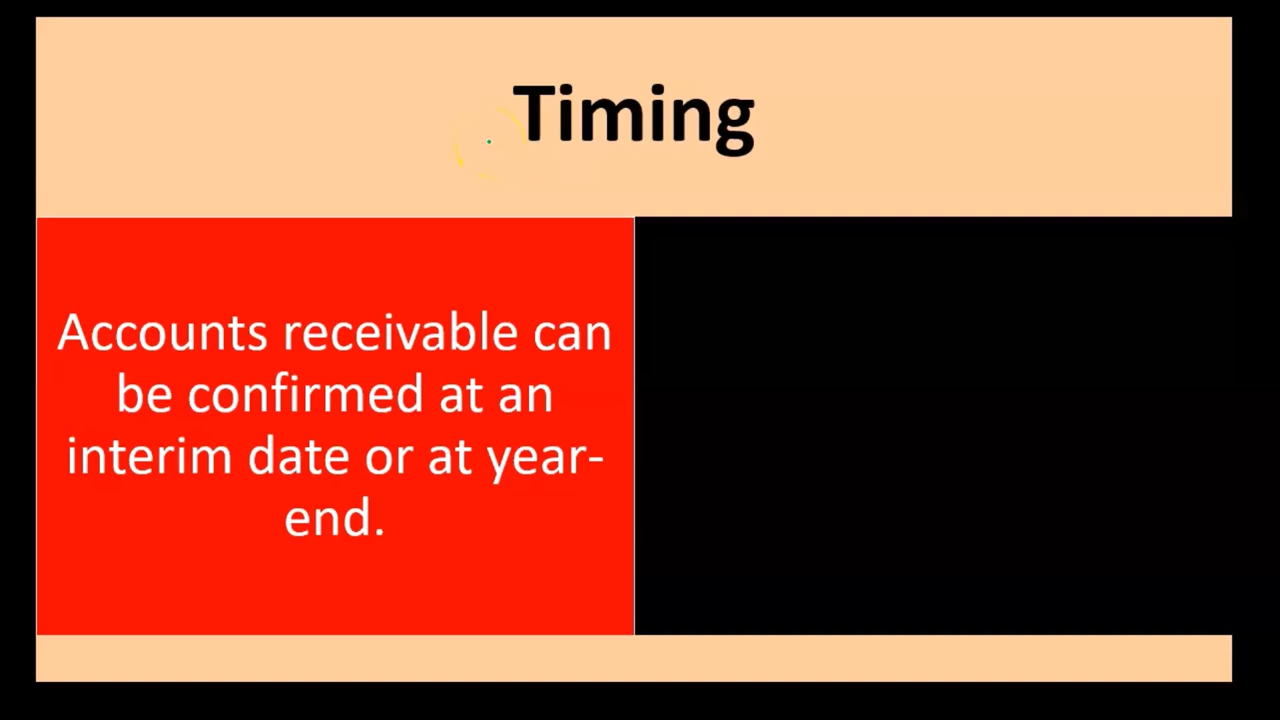 Timing
Accounts receivable can
be confirmed at an
interim date or at year-
end.